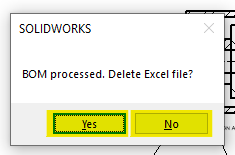 SOLIDWORKS
BOM processed. Delete Excel file?
Yes
No